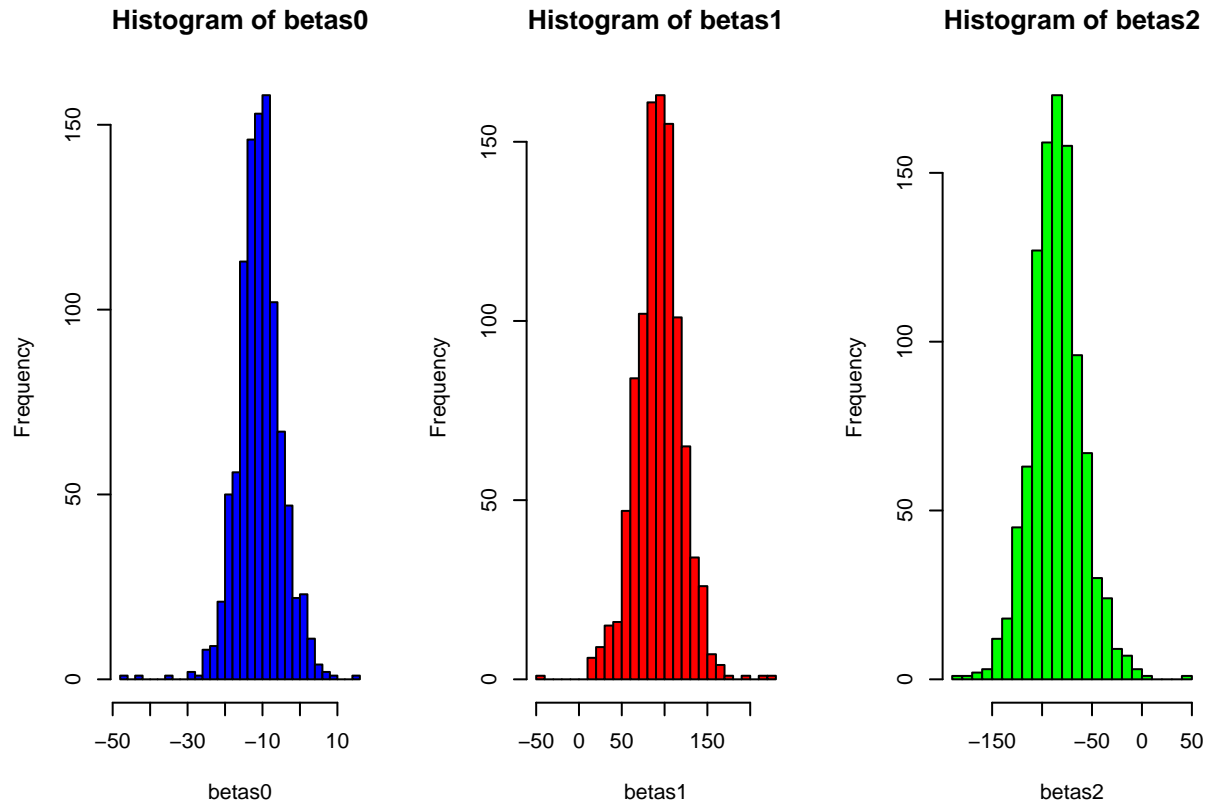 Histogram of betas0
Frequency
150
100
50
0
−50 −30 −10 10
betas0
Histogram of betas1
Frequency
150
100
50
0
−50 0 50 150
betas1
Histogram of betas2
Frequency
150
100
50
0
−150 −50 0 50
betas2